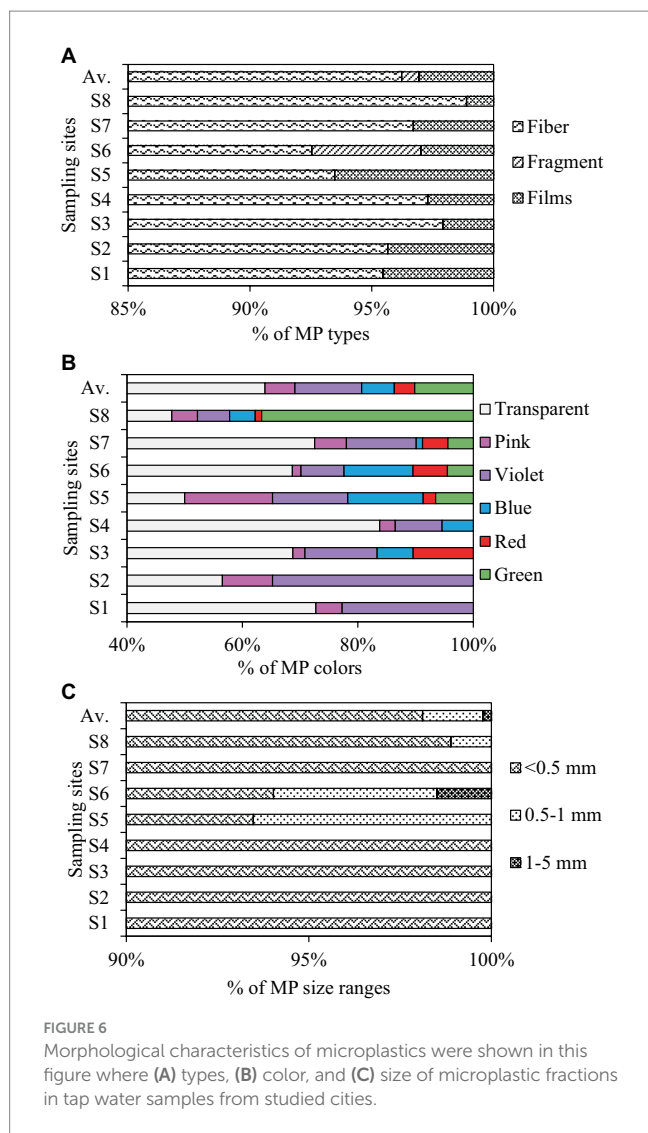 A
Av.
S8
S7
S6
S5
S4
S3
S2
S1
Sampling sites
85%
90%
95%
100%
% of MP types
Fiber
Fragment
Films
B
Av.
S8
S7
S6
S5
S4
S3
S2
S1
Sampling sites
40%
60%
80%
100%
% of MP colors
Transparent
Pink
Violet
Blue
Red
Green
C
Av.
S8
S7
S6
S5
S4
S3
S2
S1
Sampling sites
90%
95%
100%
% of MP size ranges
<0.5 mm
0.5-1 mm
1-5 mm
FIGURE 6
Morphological characteristics of microplastics were shown in this
figure where (A) types, (B) color, and (C) size of microplastic fractions
in tap water samples from studied cities.